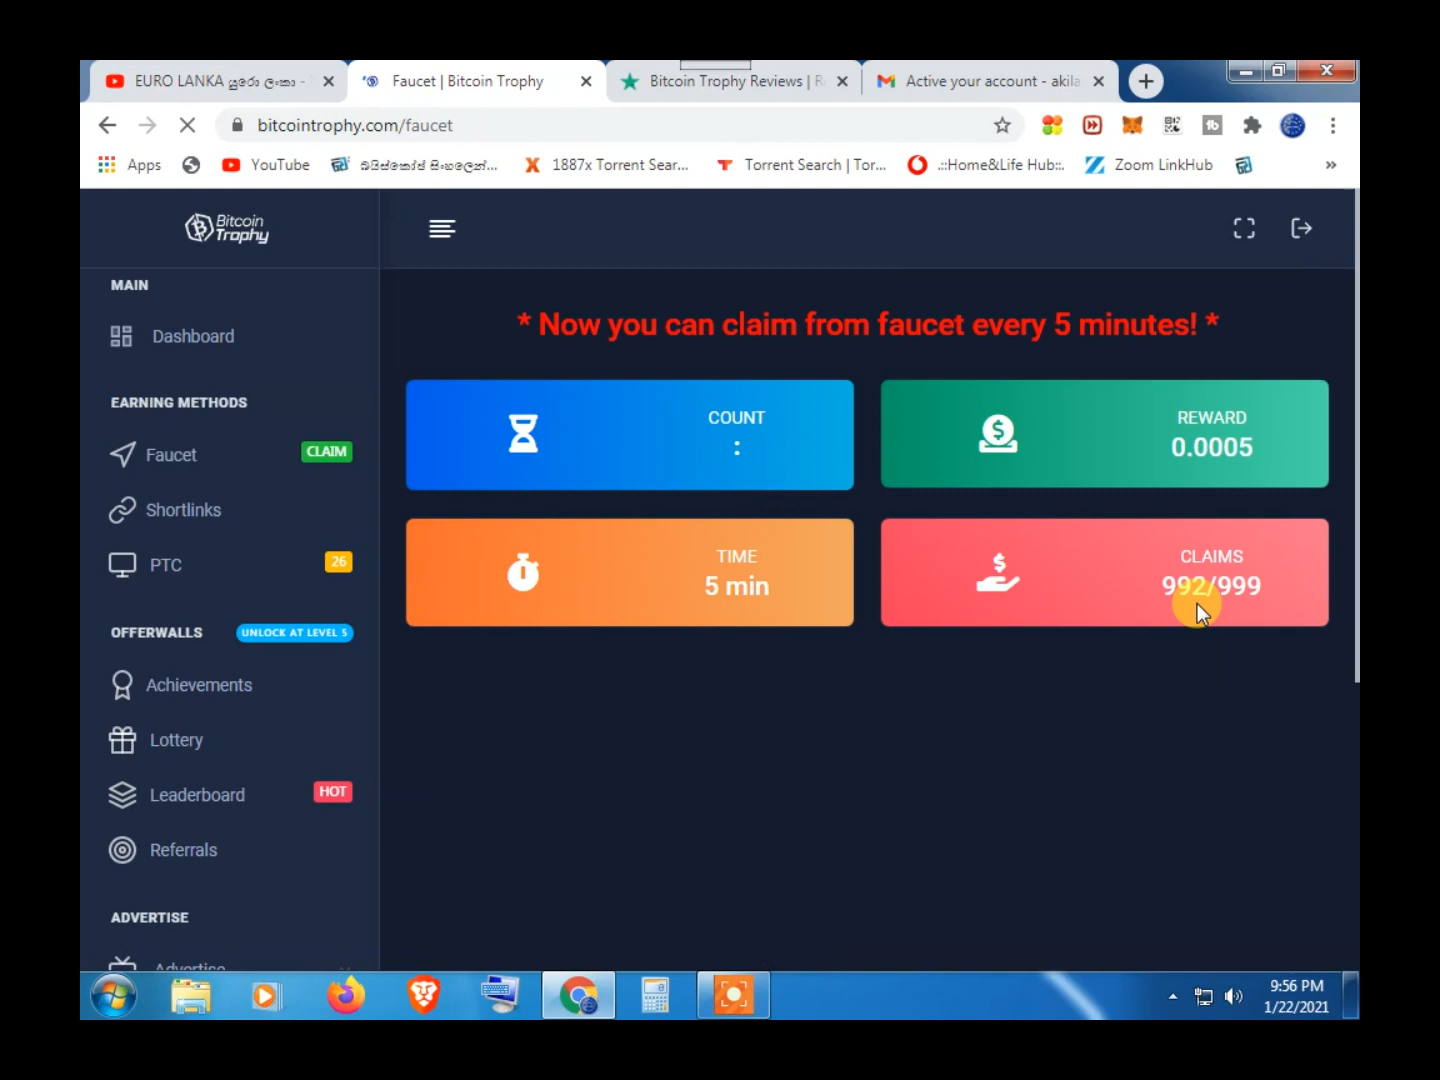 EURO LANKA යුරෝ ලංකා -
Faucet | Bitcoin Trophy
Bitcoin Trophy Reviews | R
Active your account - akila
bitcointrophy.com/faucet
Apps
YouTube
බයිස්කෝප් සිංහලෙන්...
1887x Torrent Sear...
Torrent Search | Tor...
.::Home&Life Hub::.
Zoom LinkHub
»
Bitcoin
Trophy
MAIN
Dashboard
EARNING METHODS
Faucet
CLAIM
Shortlinks
PTC
26
OFFERWALLS
UNLOCK AT LEVEL 5
Achievements
Lottery
Leaderboard
HOT
Referrals
ADVERTISE
Advertise
* Now you can claim from faucet every 5 minutes! *
COUNT
:
REWARD
0.0005
TIME
5 min
CLAIMS
992/999
9:56 PM
1/22/2021